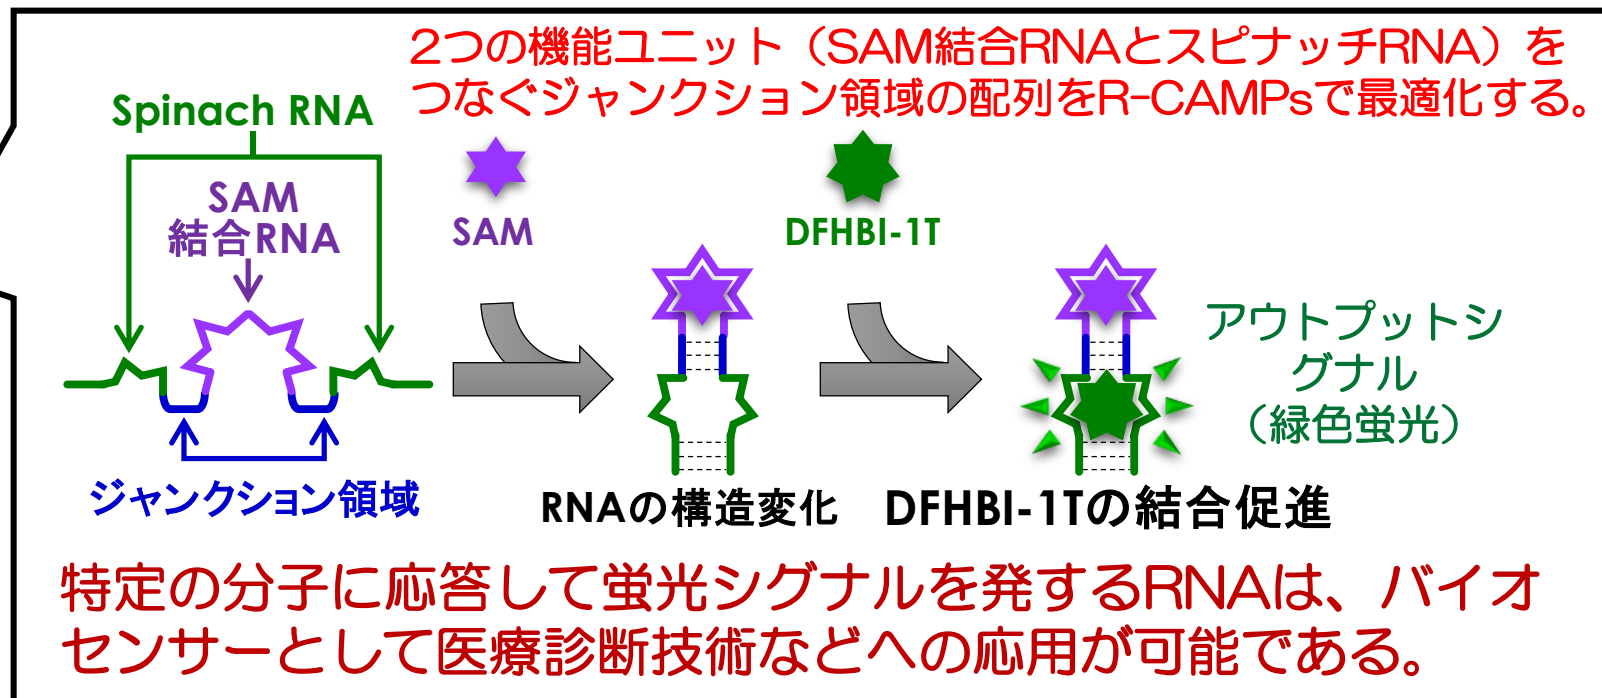 2つの機能ユニット（SAM結合RNAとスピナッチRNA）を
つなぐジャンクション領域の配列をR-CAMPsで最適化する。
Spinach RNA
SAM
結合RNA
SAM
DFHBI-1T
アウトプットシ
グナル
（緑色蛍光）
ジャンクション領域
RNAの構造変化
DFHBI-1Tの結合促進
特定の分子に応答して蛍光シグナルを発するRNAは、バイオ
センサーとして医療診断技術などへの応用が可能である。